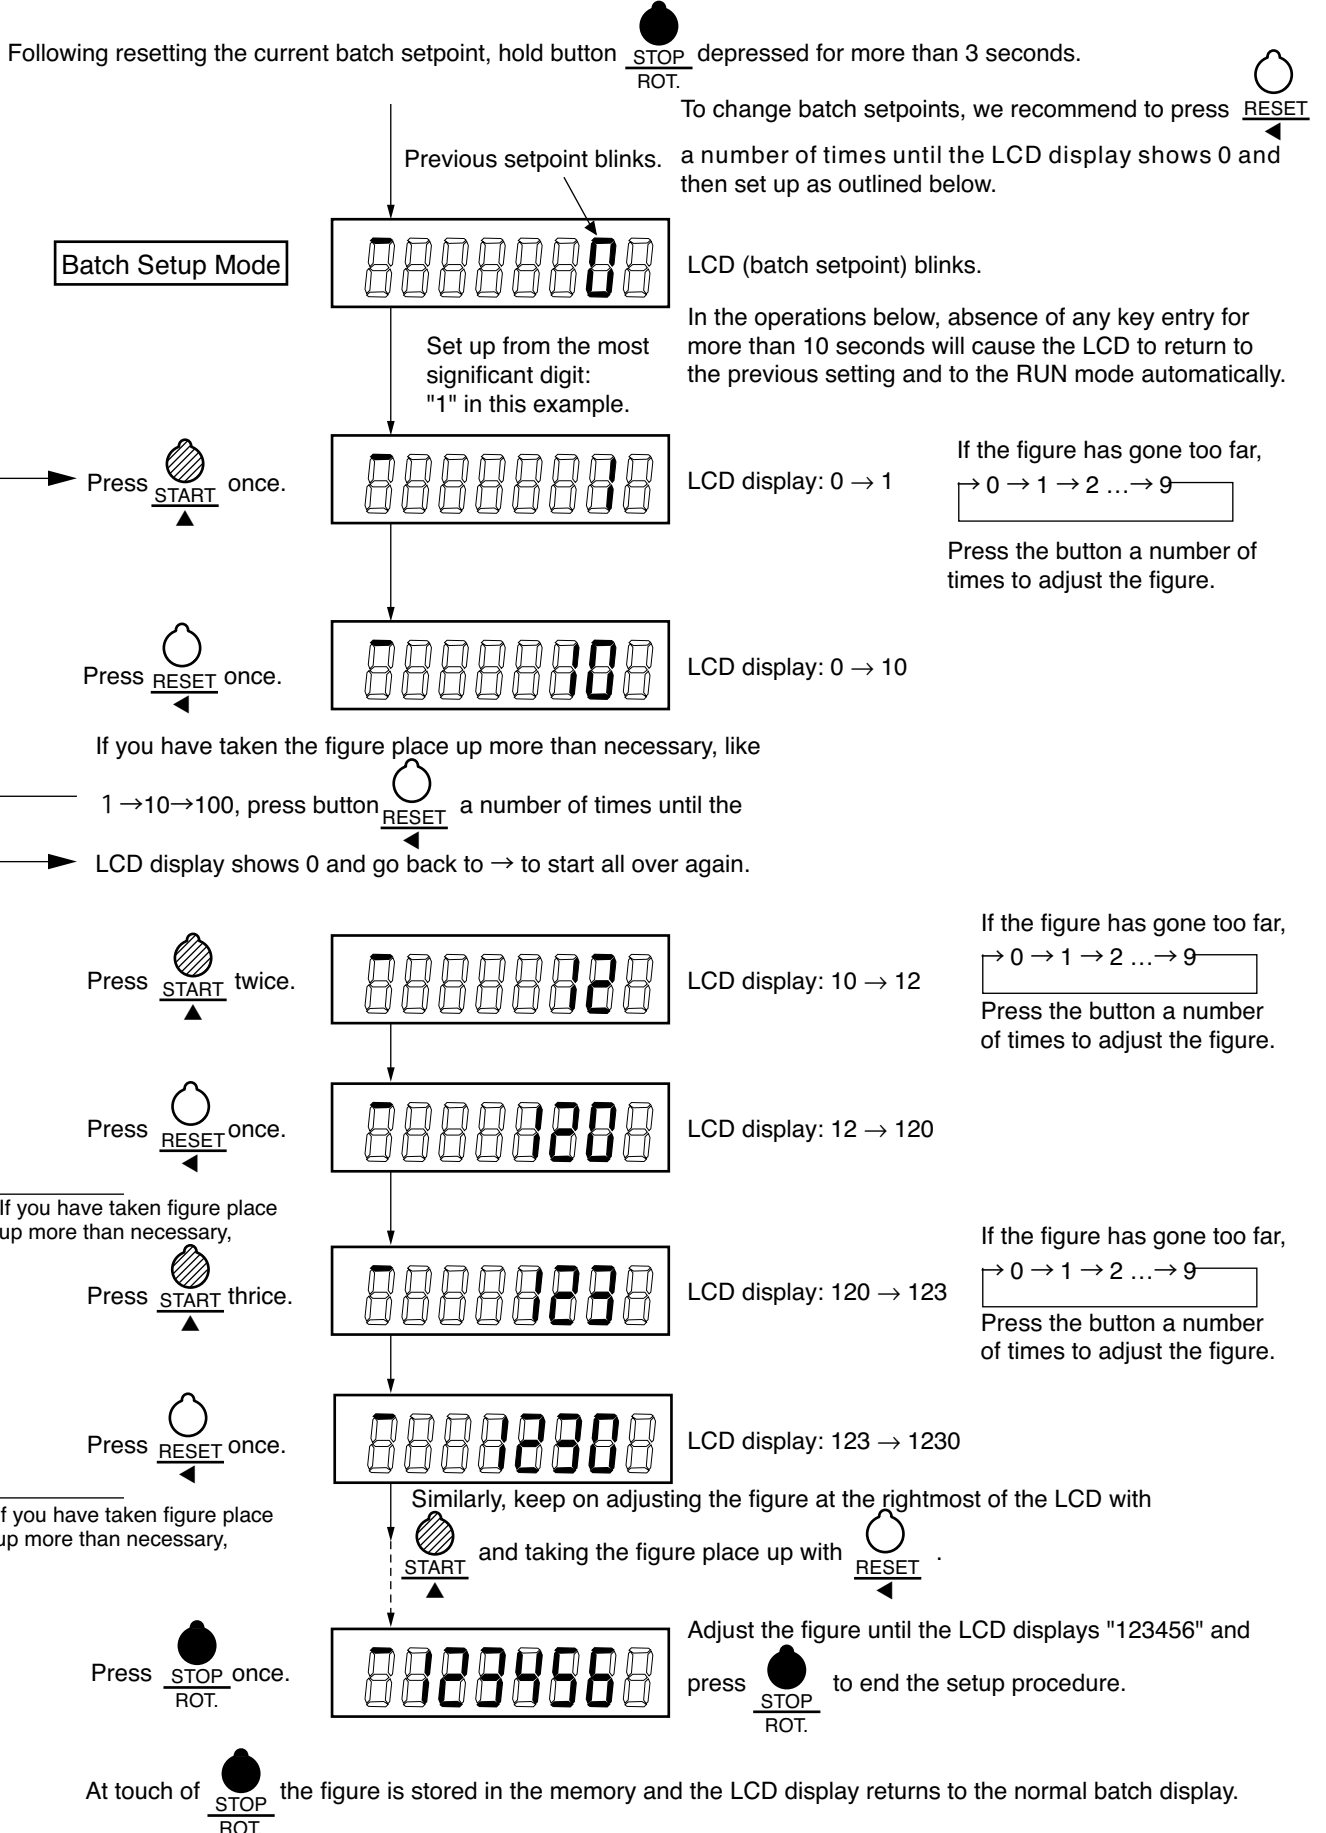 Following resetting the current batch setpoint, hold button STOP depressed for more than 3 seconds.
ROT.
To change batch setpoints, we recommend to press RESET
◀
Previous setpoint blinks.
a number of times until the LCD display shows 0 and
then set up as outlined below.
Batch Setup Mode
0
LCD (batch setpoint) blinks.
In the operations below, absence of any key entry for
more than 10 seconds will cause the LCD to return to
the previous setting and to the RUN mode automatically.
Set up from the most
significant digit:
"1" in this example.
Press START once.
▲
1
LCD display: 0 → 1
If the figure has gone too far,
→ 0 → 1 → 2 ...→ 9
Press the button a number of
times to adjust the figure.
Press RESET once.
◀
10
LCD display: 0 → 10
If you have taken the figure place up more than necessary, like
1 →10→100, press button RESET a number of times until the
◀
LCD display shows 0 and go back to → to start all over again.
Press START twice.
▲
12
LCD display: 10 → 12
If the figure has gone too far,
→ 0 → 1 → 2 ...→ 9
Press the button a number
of times to adjust the figure.
Press RESET once.
◀
120
LCD display: 12 → 120
If you have taken figure place
up more than necessary,
Press START thrice.
▲
123
LCD display: 120 → 123
If the figure has gone too far,
→ 0 → 1 → 2 ...→ 9
Press the button a number
of times to adjust the figure.
Press RESET once.
◀
1230
LCD display: 123 → 1230
If you have taken figure place
up more than necessary,
Similarly, keep on adjusting the figure at the rightmost of the LCD with
START and taking the figure place up with RESET .
▲ ◀
Press STOP once.
ROT.
123456
Adjust the figure until the LCD displays "123456" and
press STOP to end the setup procedure.
ROT.
At touch of STOP the figure is stored in the memory and the LCD display returns to the normal batch display.
ROT.